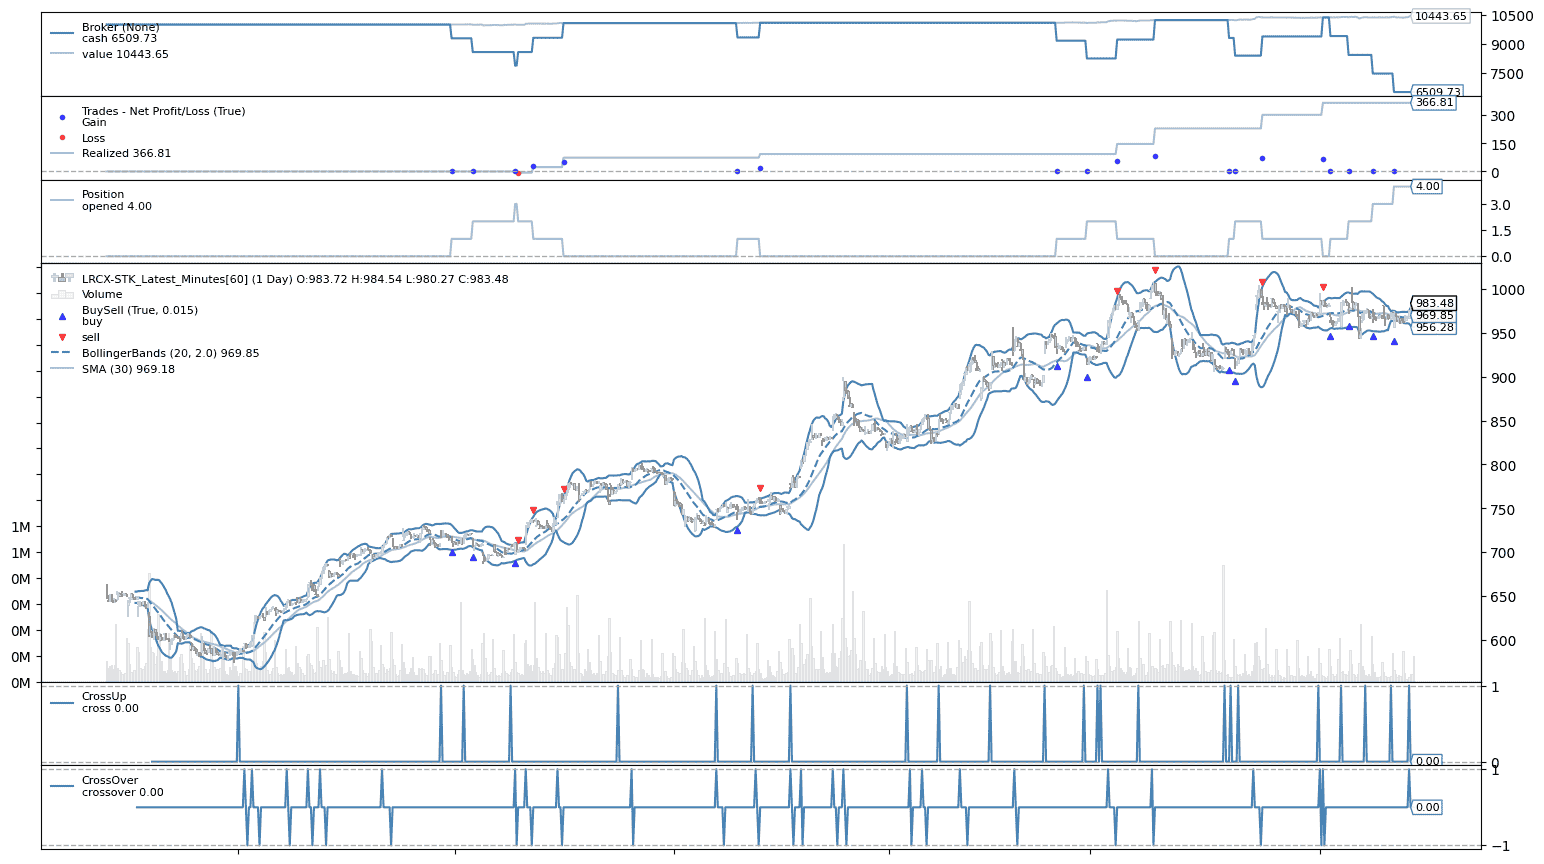 Broker (None)
cash 6509.73
value 10443.65
10443.65
10500
9000
7500
6509.73
Trades - Net Profit/Loss (True)
Gain
Loss
Realized 366.81
366.81
300
150
0
Position
opened 4.00
4.00
3.0
1.5
0.0
LRCX-STK_Latest_Minutes[60] (1 Day) O:983.72 H:984.54 L:980.27 C:983.48
Volume
BuySell (True, 0.015)
buy
sell
BollingerBands (20, 2.0) 969.85
SMA (30) 969.18
983.48
969.85
956.28
1000
950
900
850
800
750
700
650
600
1M
1M
0M
0M
0M
0M
0M
CrossUp
cross 0.00
1
0.00
0
CrossOver
crossover 0.00
1
0.00
−1